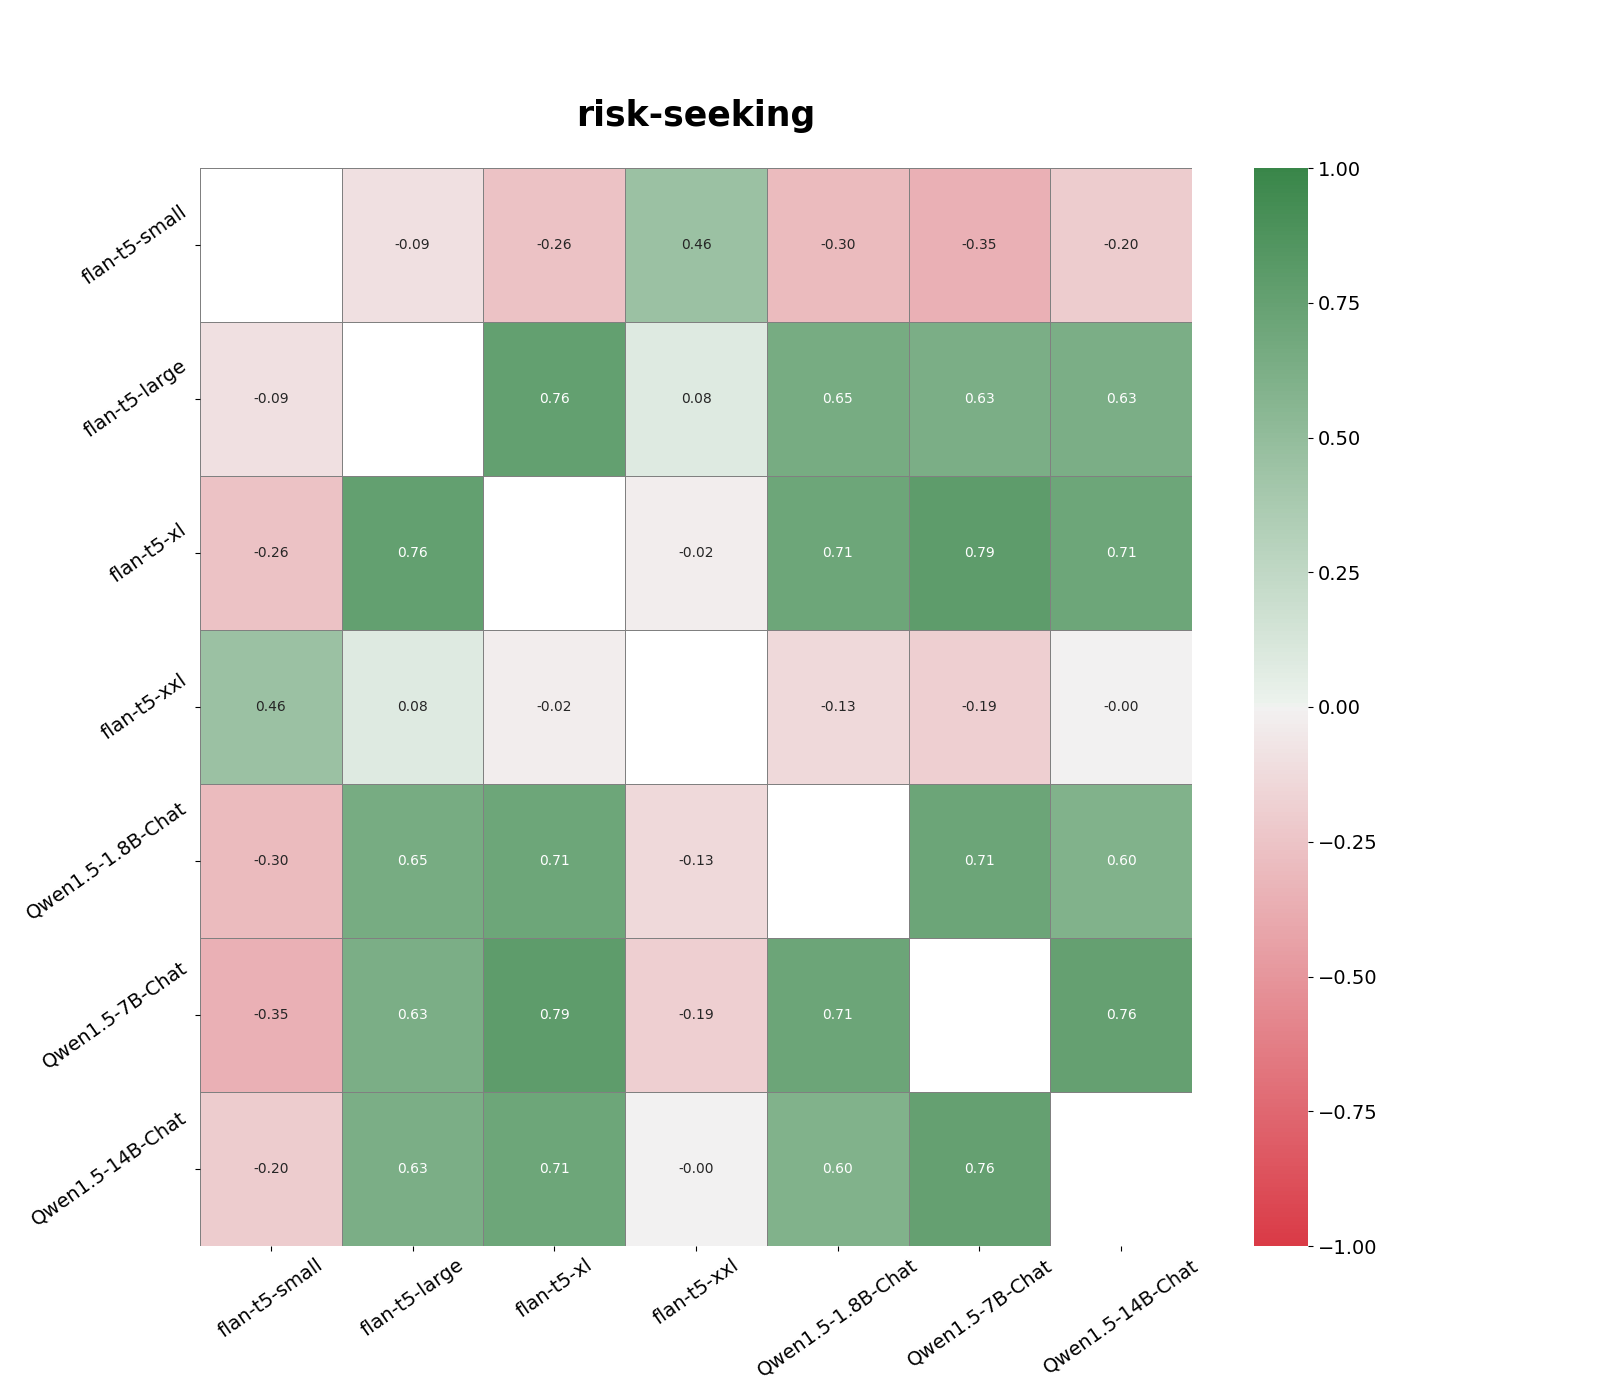 risk-seeking
flan-t5-small
-0.09 -0.26 0.46 -0.30 -0.35 -0.20
flan-t5-large
-0.09 0.76 0.08 0.65 0.63 0.63
flan-t5-xl
-0.26 0.76 -0.02 0.71 0.79 0.71
flan-t5-xxl
0.46 0.08 -0.02 -0.13 -0.19 -0.00
Qwen1.5-1.8B-Chat
-0.30 0.65 0.71 -0.13 0.71 0.60
Qwen1.5-7B-Chat
-0.35 0.63 0.79 -0.19 0.71 0.76
Qwen1.5-14B-Chat
-0.20 0.63 0.71 -0.00 0.60 0.76
flan-t5-small
flan-t5-large
flan-t5-xl
flan-t5-xxl
Qwen1.5-1.8B-Chat
Qwen1.5-7B-Chat
Qwen1.5-14B-Chat
1.00
0.75
0.50
0.25
0.00
−0.25
−0.50
−0.75
−1.00